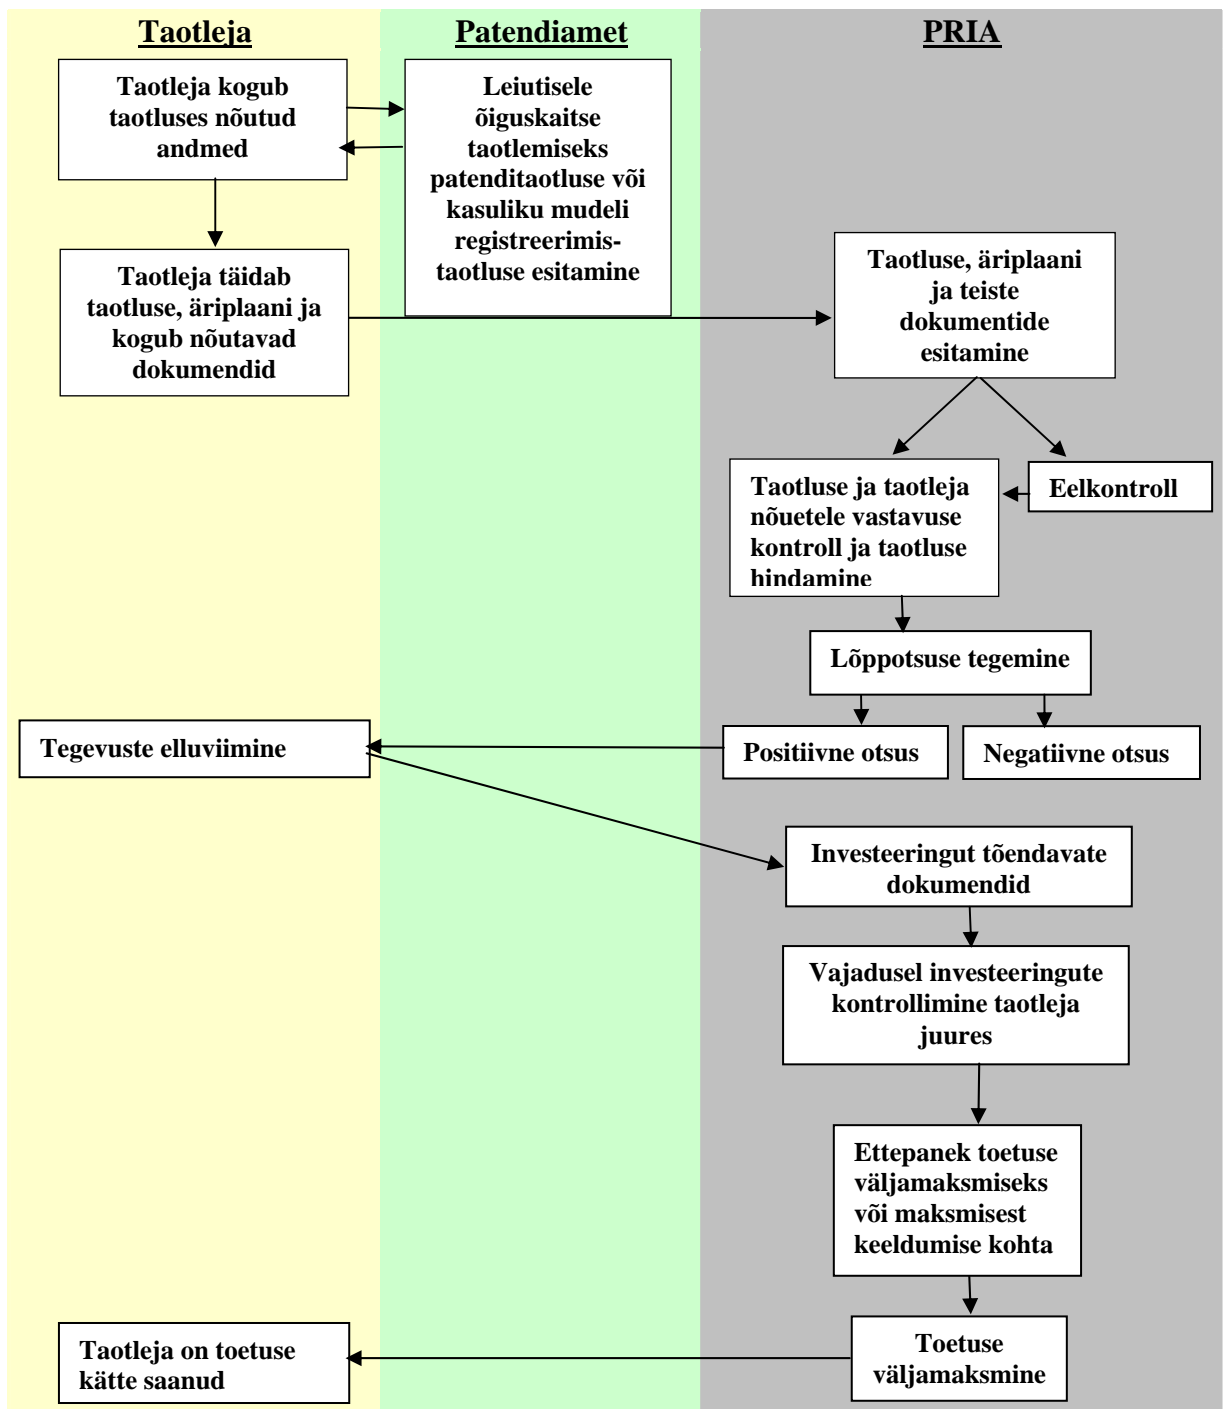 Taotleja
Patendiamet
PRIA
Taotleja kogub
taotluses nõutud
andmed
Leiutisele
õiguskaitse
taotlemiseks
patenditaotluse või
kasuliku mudeli
registreerimis-
taotluse esitamine
Taotleja täidab
taotluse, äriplaani ja
kogub nõutavad
dokumendid
Taotluse, äriplaani
ja teiste
dokumentide
esitamine
Taotluse ja taotleja
nõuetele vastavuse
kontroll ja taotluse
hindamine
Eelkontroll
Lõppotsuse tegemine
Tegevuste elluviimine
Positiivne otsus
Negatiivne otsus
Investeeringut tõendavate
dokumendid
Vajadusel investeeringute
kontrollimine taotleja
juures
Ettepanek toetuse
väljamaksmiseks
või maksmisest
keeldumise kohta
Taotleja on toetuse
kätte saanud
Toetuse
väljamaksmine